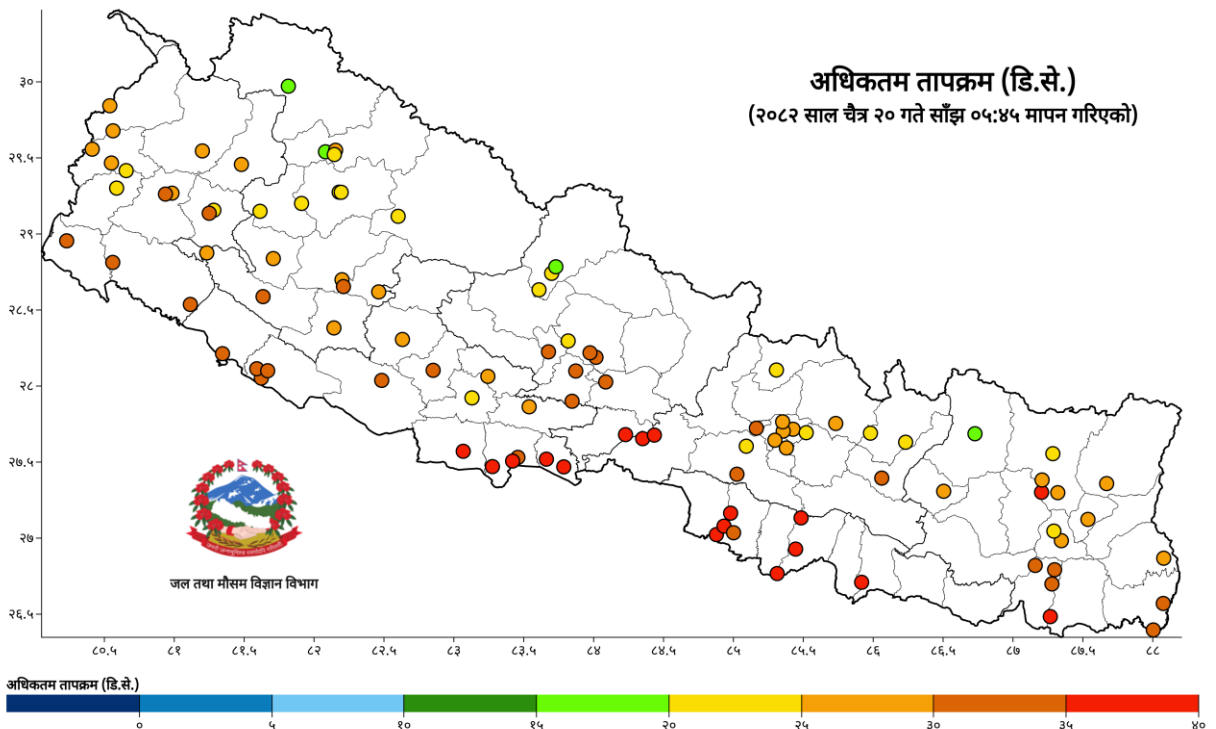 अधिकतम तापक्रम (डि.से.)
(२०८२ साल चैत्र २० गते साँझ ०५:४५ मापन गरिएको)
३०
२९.५
२९
२८.५
२८
२७.५
२७
२६.५
जल तथा मौसम विज्ञान विभाग
८०.५ ८१ ८१.५ ८२ ८२.५ ८३ ८३.५ ८४ ८४.५ ८५ ८५.५ ८६ ८६.५ ८७ ८७.५ ८८
अधिकतम तापक्रम (डि.से.)
० ५ १० १५ २० २५ ३० ३५ ४०